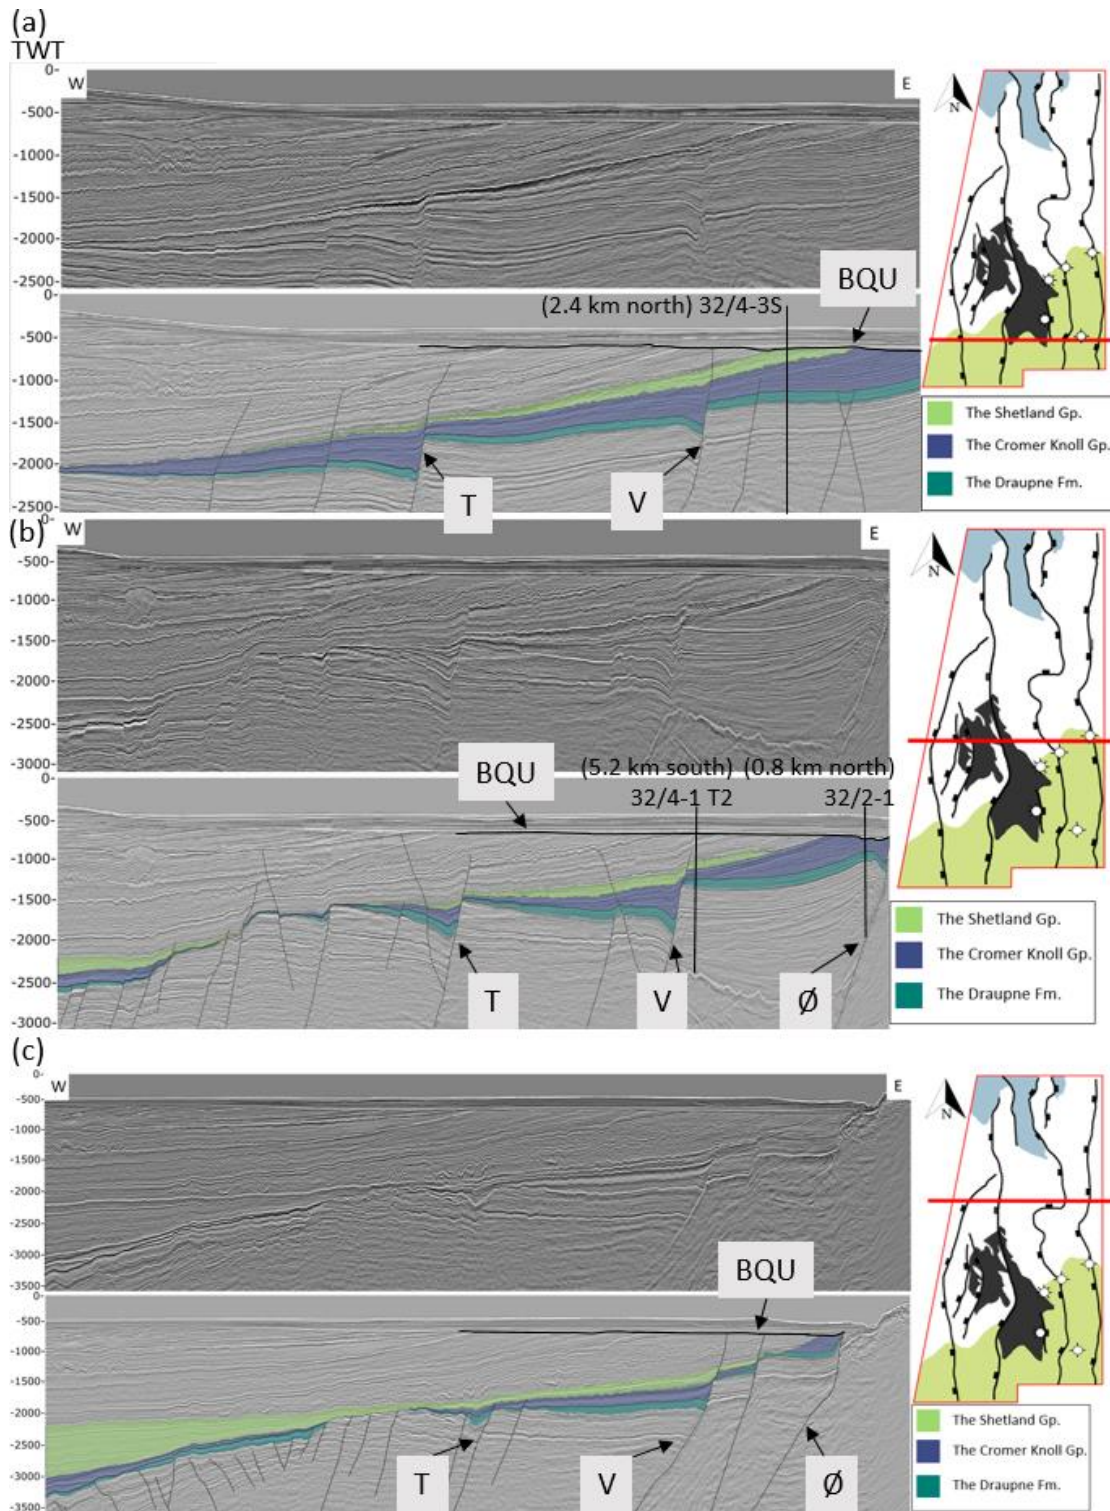 (a)
TWT
W
E
0
-500
-1000
-1500
-2000
-2500
N
BQU
0
(2.4 km north) 32/4-3S
-500
-1000
-1500
-2000
-2500
T
V
The Shetland Gp.
The Cromer Knoll Gp.
The Draupne Fm.
(b)
0
W
E
-500
-1000
-1500
-2000
-2500
-3000
N
0
BQU
(5.2 km south) (0.8 km north)
32/4-1 T2
32/2-1
-500
-1000
-1500
-2000
-2500
-3000
T
V
Ø
The Shetland Gp.
The Cromer Knoll Gp.
The Draupne Fm.
(c)
0
W
E
-500
-1000
-1500
-2000
-2500
-3000
-3500
N
BQU
0
-500
-1000
-1500
-2000
-2500
-3000
-3500
T
V
Ø
The Shetland Gp.
The Cromer Knoll Gp.
The Draupne Fm.